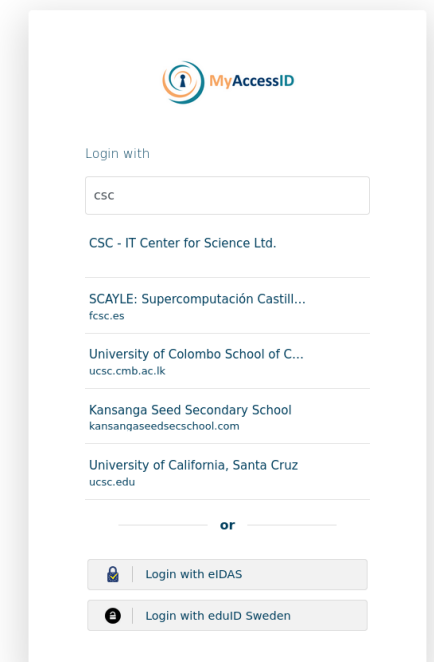 MyAccessID
Login with
csc
CSC - IT Center for Science Ltd.
SCAYLE: Supercomputación Castill...
fcsc.es
University of Colombo School of C...
ucsc.cmb.ac.lk
Kansanga Seed Secondary School
kansangaseedsecschool.com
University of California, Santa Cruz
ucsc.edu
or
Login with eIDAS
Login with eduID Sweden